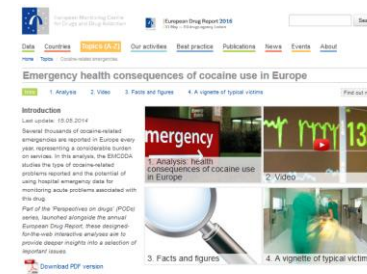 European Monitoring Centre
for Drugs and Drug Addiction
European Drug Report 2016
Data Countries Topics (A-Z) Our activities Best practice Publications News Events About
Home Topics Cocaine-related emergencies
Emergency health consequences of cocaine use in Europe
1. Analysis 2. Video 3. Facts and figures 4. A vignette of typical victims Find out
Introduction
Last update: 15.05.2014
Several thousands of cocaine-related
emergencies are reported in Europe every
year, representing a considerable burden
on services. In this analysis, the EMCDDA
studies the type of cocaine-related
problems reported and the potential of
using hospital emergency data for
monitoring acute problems associated with
this drug.
Part of the 'Perspectives on drugs' (PODs)
series, launched alongside the annual
European Drug Report, these designed-
for-the-web interactive analyses aim to
provide deeper insights into a selection of
important issues.
Download PDF version
mergency
1. Analysis: health
consequences of cocaine use
in Europe
13
2. Video
3. Facts and figures
4. A vignette of typical victim